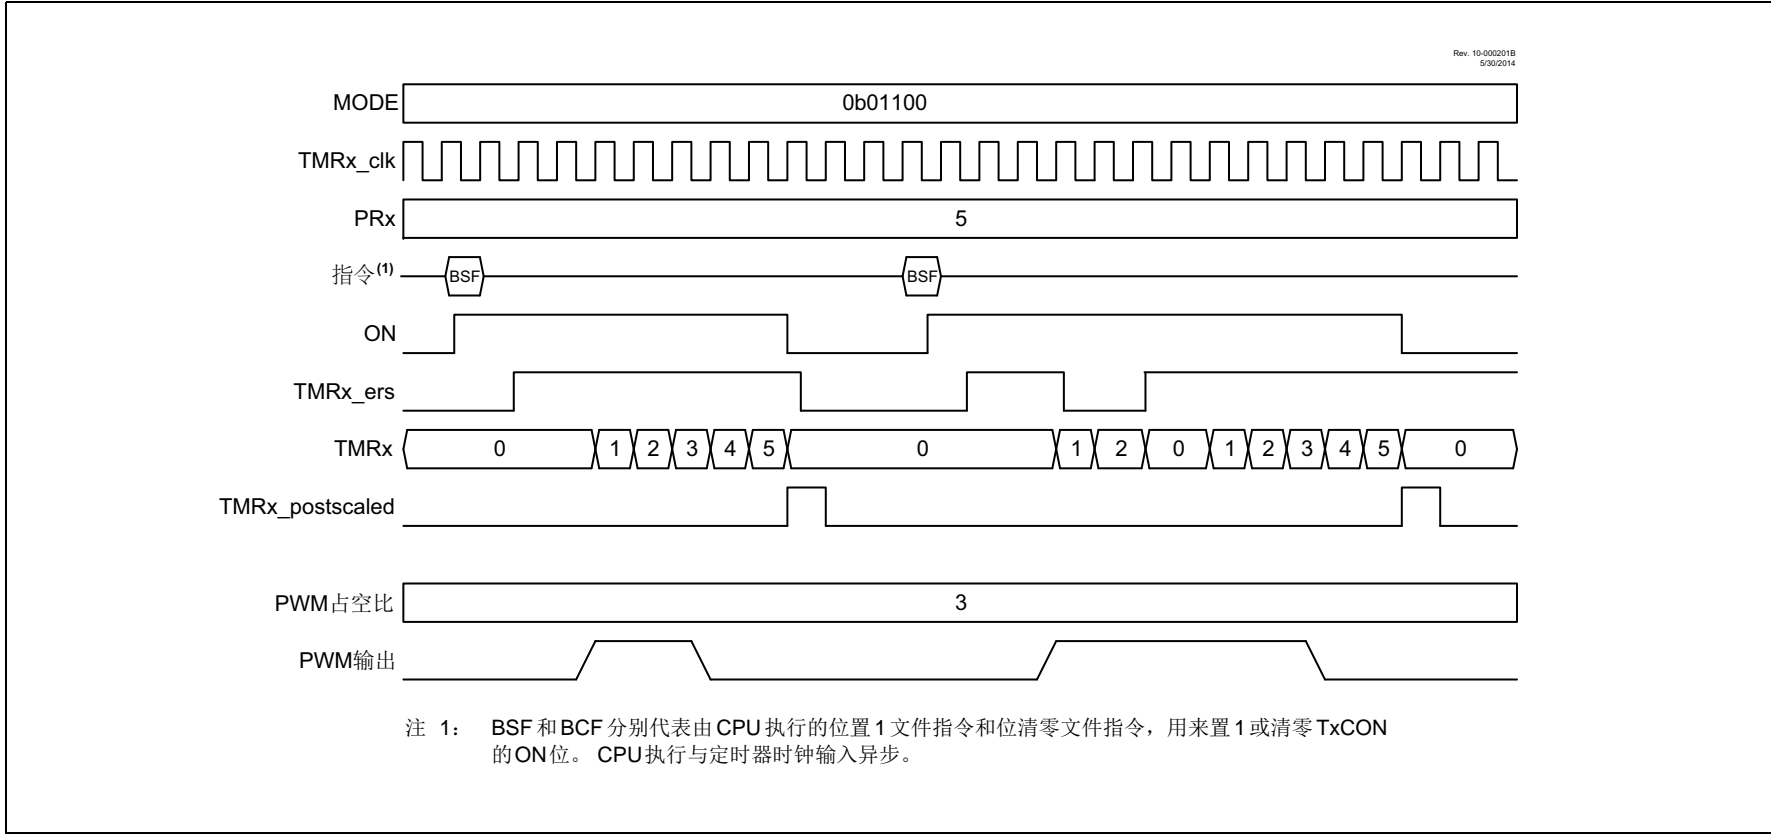 Rev. 10-000201B
5/30/2014
MODE 0b01100
TMRx_clk
PRx 5
指令(1) BSF BSF
ON
TMRx_ers
TMRx 0 1 2 3 4 5 0 1 2 0 1 2 3 4 5 0
TMRx_postscaled
PWM占空比 3
PWM输出
注 1: BSF和BCF分别代表由CPU执行的位置1文件指令和位清零文件指令，用来置1或清零TxCON
的ON位。 CPU执行与定时器时钟输入异步。